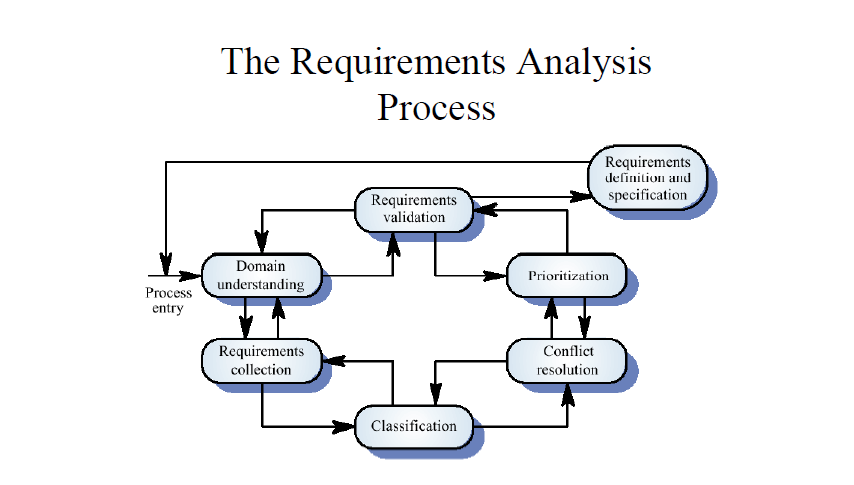 The Requirements Analysis
Process
Requirements
definition and
specification
Requirements
validation
Domain
understanding
Prioritization
Process
entry
Requirements
collection
Conflict
resolution
Classification